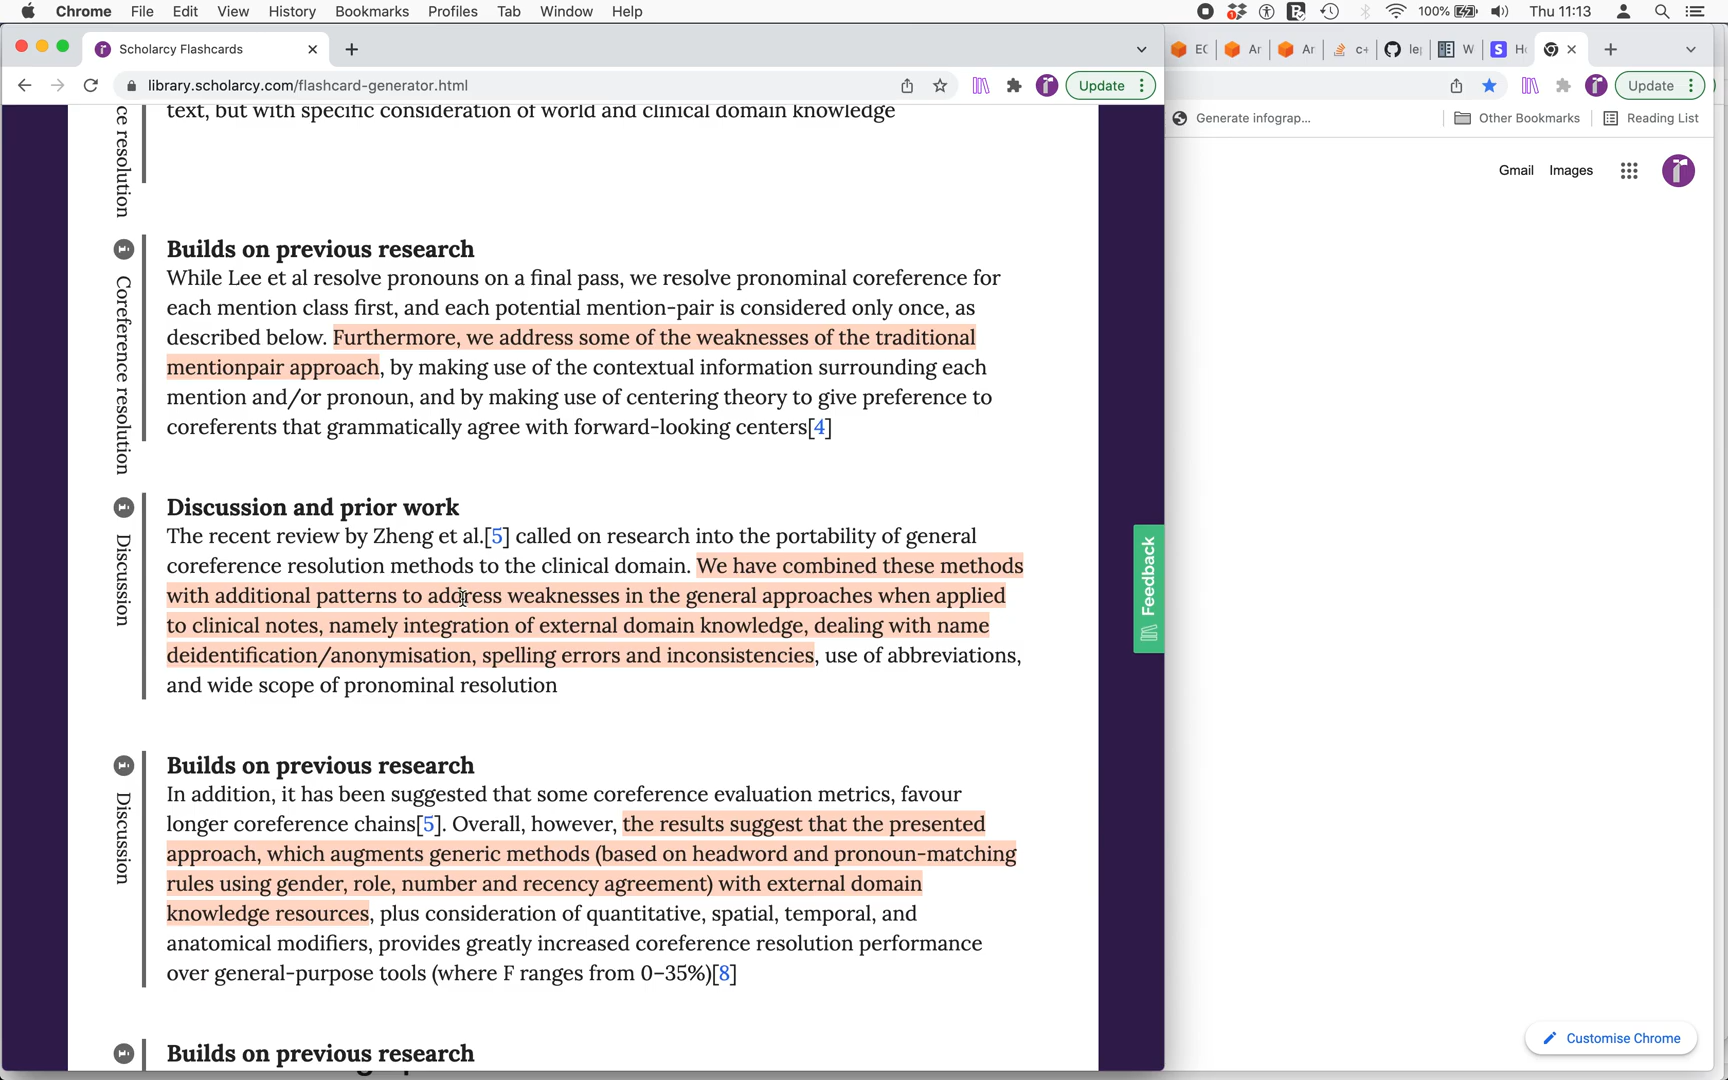 Chrome File Edit View History Bookmarks Profiles Tab Window Help
100% Thu 11:13
Scholarcy Flashcards
library.scholarcy.com/flashcard-generator.html
Update
EC Ar Ar c+ le W Ho
Update
Generate infograp... Other Bookmarks Reading List
Gmail Images
ce resolution
text, but with specific consideration of world and clinical domain knowledge
Coreference resolution
Builds on previous research
While Lee et al resolve pronouns on a final pass, we resolve pronominal coreference for
each mention class first, and each potential mention-pair is considered only once, as
described below. Furthermore, we address some of the weaknesses of the traditional
mentionpair approach, by making use of the contextual information surrounding each
mention and/or pronoun, and by making use of centering theory to give preference to
coreferents that grammatically agree with forward-looking centers[4]
Discussion
Discussion and prior work
The recent review by Zheng et al.[5] called on research into the portability of general
coreference resolution methods to the clinical domain. We have combined these methods
with additional patterns to address weaknesses in the general approaches when applied
to clinical notes, namely integration of external domain knowledge, dealing with name
deidentification/anonymisation, spelling errors and inconsistencies, use of abbreviations,
and wide scope of pronominal resolution
Feedback
Discussion
Builds on previous research
In addition, it has been suggested that some coreference evaluation metrics, favour
longer coreference chains[5]. Overall, however, the results suggest that the presented
approach, which augments generic methods (based on headword and pronoun-matching
rules using gender, role, number and recency agreement) with external domain
knowledge resources, plus consideration of quantitative, spatial, temporal, and
anatomical modifiers, provides greatly increased coreference resolution performance
over general-purpose tools (where F ranges from 0–35%)[8]
Builds on previous research
Customise Chrome